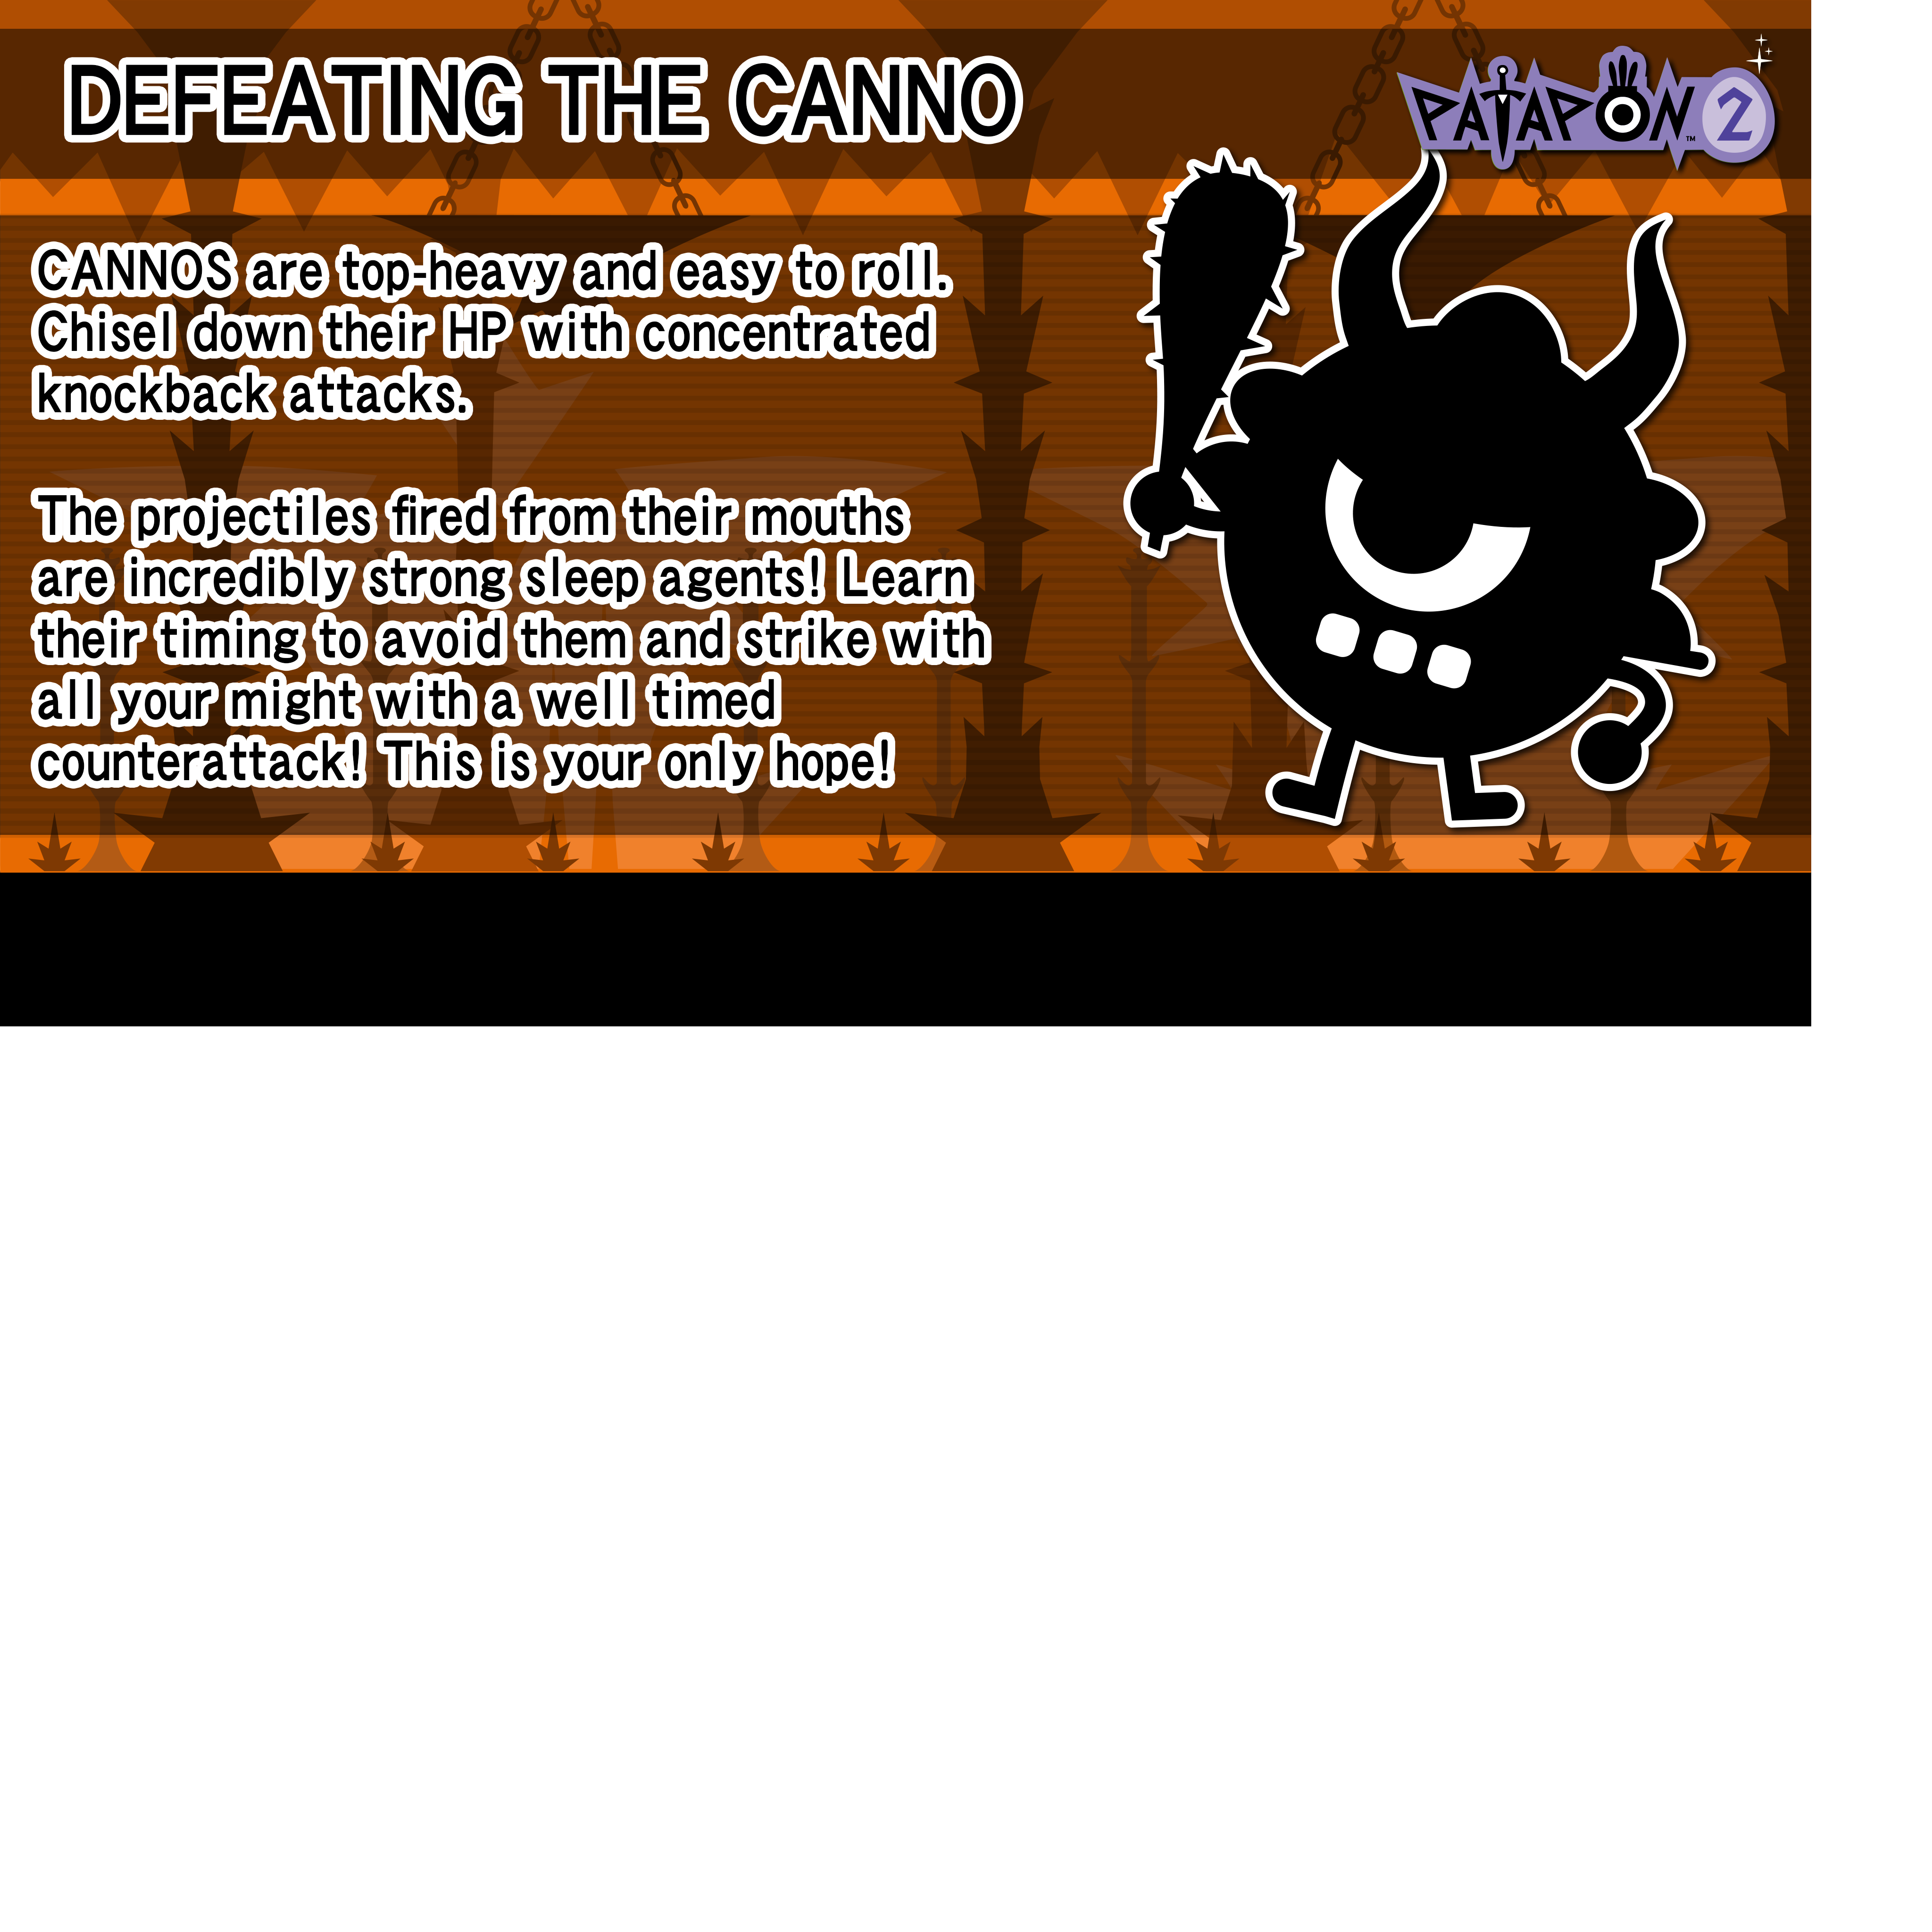 DEFEATING THE CANNO
PATAPON™ 2
CANNOS are top-heavy and easy to roll.
Chisel down their HP with concentrated
knockback attacks.
The projectiles fired from their mouths
are incredibly strong sleep agents! Learn
their timing to avoid them and strike with
all your might with a well timed
counterattack! This is your only hope!